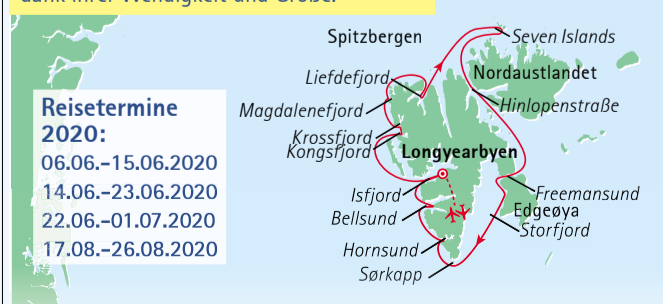 dank ihrer Wendigkeit und Größe.
Spitzbergen
Seven Islands
Liefdefjord
Nordaustlandet
Magdalenefjord
Hinlopenstraße
Krossfjord
Kongsfjord
Longyearbyen
Isfjord
Freemansund
Bellsund
Edgeøya
Storfjord
Hornsund
Sørkapp
Reisetermine
2020:
06.06.–15.06.2020
14.06.–23.06.2020
22.06.–01.07.2020
17.08.–26.08.2020